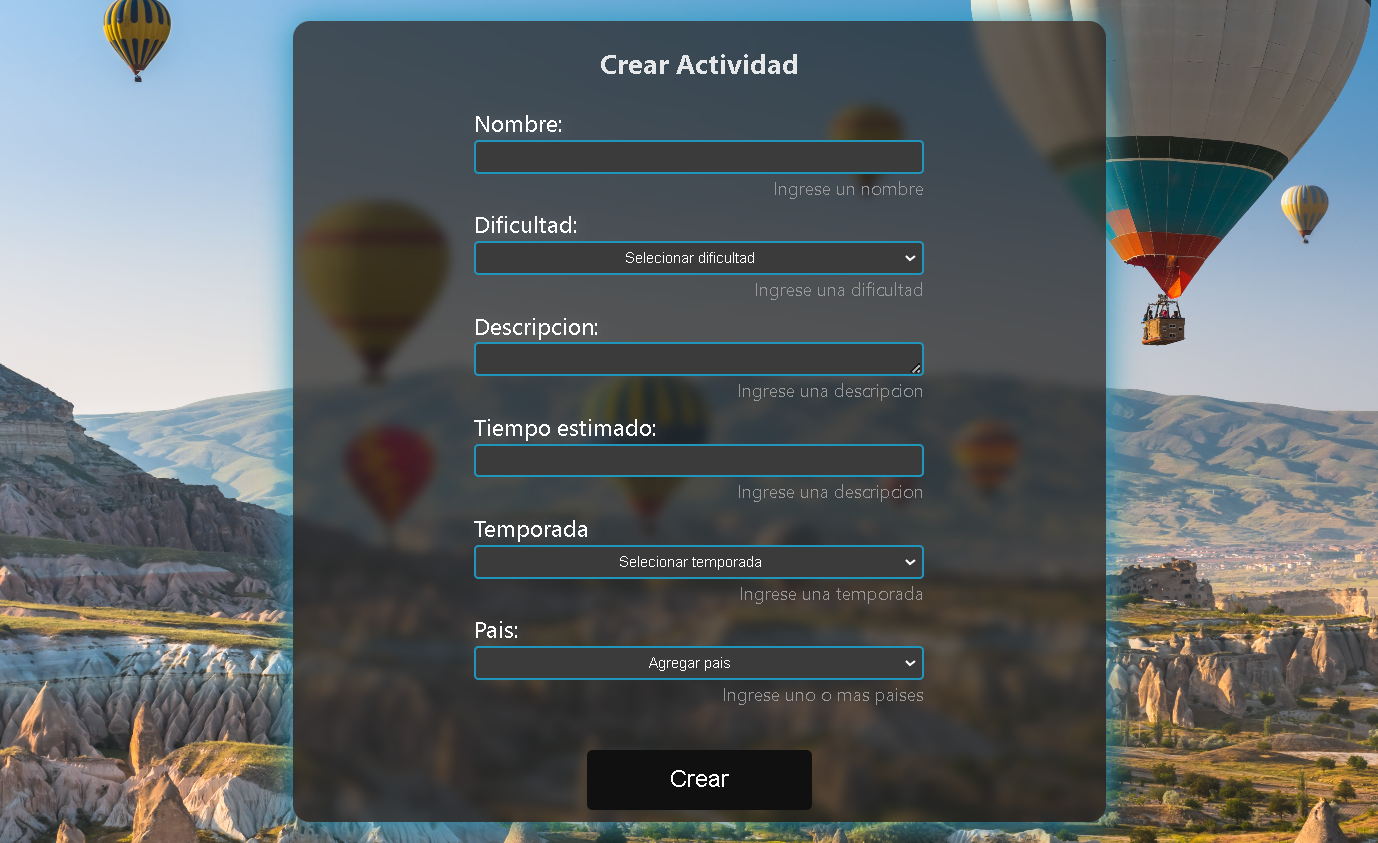 Crear Actividad
Nombre:
Ingrese un nombre
Dificultad:
Selecionar dificultad
Ingrese una dificultad
Descripcion:
Ingrese una descripcion
Tiempo estimado:
Ingrese una descripcion
Temporada
Selecionar temporada
Ingrese una temporada
Pais:
Agregar pais
Ingrese uno o mas paises
Crear